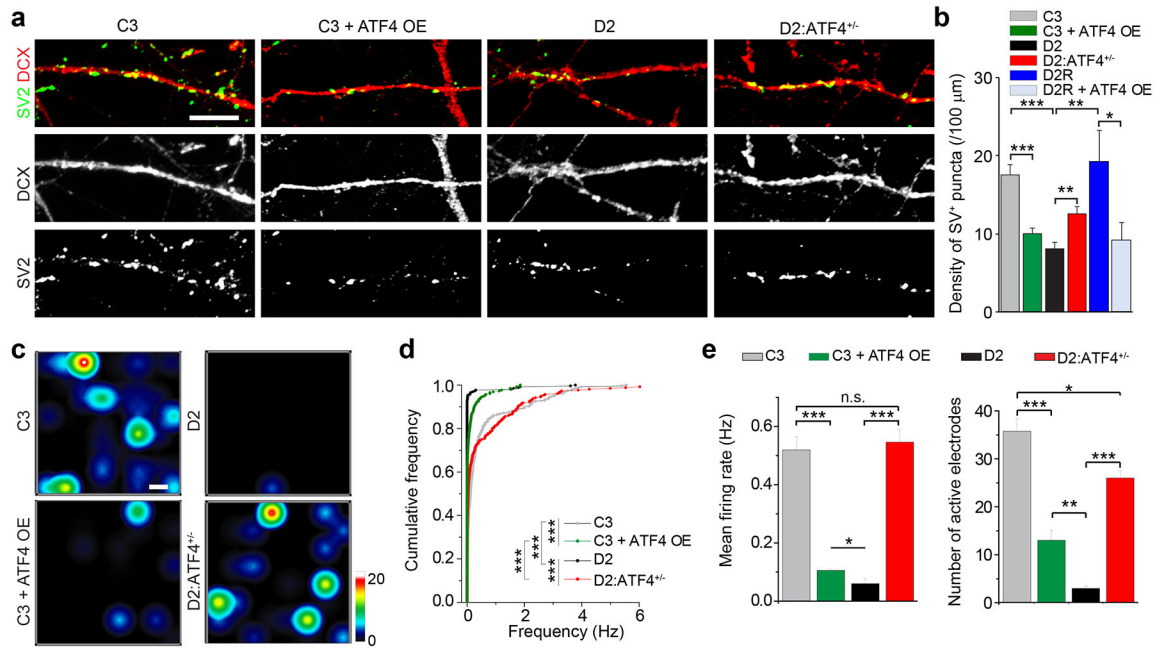 a
C3
C3 + ATF4 OE
D2
D2:ATF4+/-
SV2 DCX
DCX
SV2
b
C3
C3 + ATF4 OE
D2
D2:ATF4+/-
D2R
D2R + ATF4 OE
Density of SV+ puncta (/100 μm)
30
20
10
0
***
**
*
***
**
c
C3
D2
C3 + ATF4 OE
D2:ATF4+/-
20
0
d
Cumulative frequency
1.0
0.8
0.6
0.4
0.2
0.0
0
2
4
6
Frequency (Hz)
C3
C3 + ATF4 OE
D2
D2:ATF4+/-
***
***
***
***
e
C3
C3 + ATF4 OE
D2
D2:ATF4+/-
Mean firing rate (Hz)
0.6
0.4
0.2
0.0
n.s.
***
***
*
Number of active electrodes
40
30
20
10
0
*
***
***
**